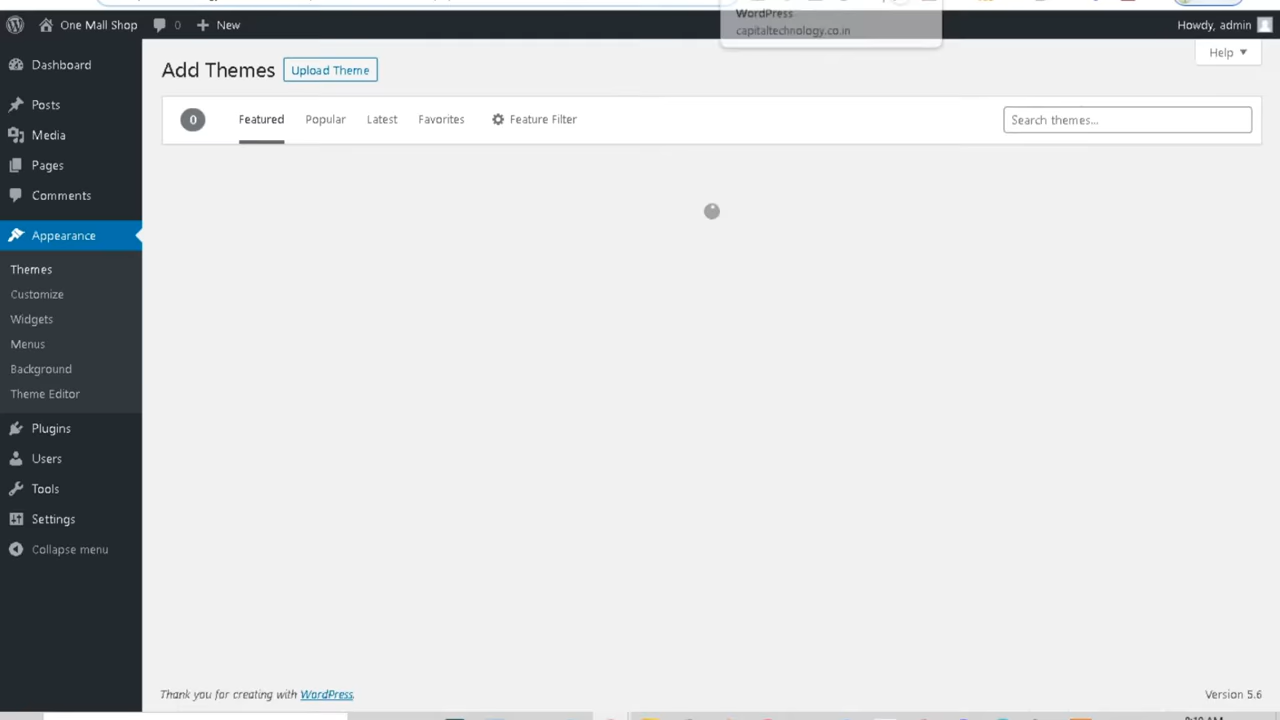 WordPress
capitaltechnology.co.in
One Mall Shop
0
New
Howdy, admin
Help
Dashboard
Posts
Media
Pages
Comments
Appearance
Themes
Customize
Widgets
Menus
Background
Theme Editor
Plugins
Users
Tools
Settings
Collapse menu
Add Themes
Upload Theme
0
Featured
Popular
Latest
Favorites
Feature Filter
Search themes...
Thank you for creating with WordPress.
Version 5.6